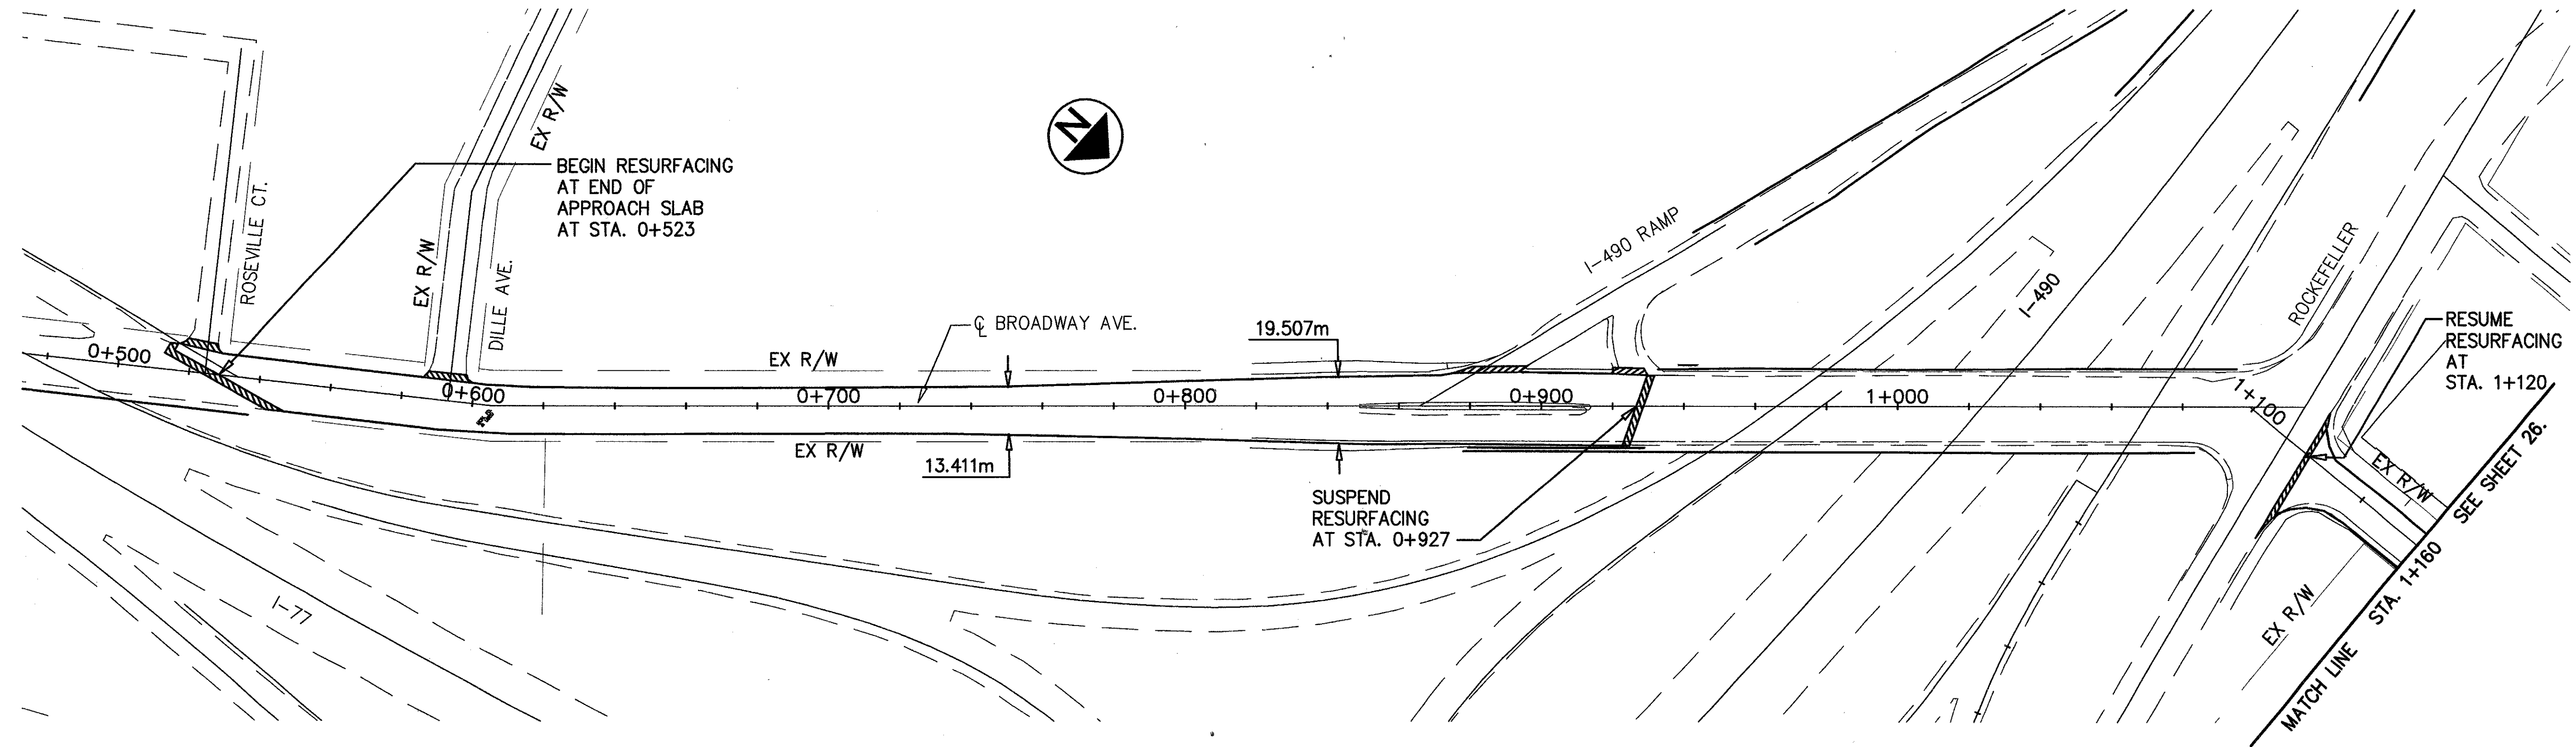 N
EX R/W
BEGIN RESURFACING
AT END OF
APPROACH SLAB
AT STA. 0+523
ROSEVILLE CT.
EX R/W
DILLE AVE.
I-490 RAMP
I-490
ROCKEFELLER
RESUME
RESURFACING
AT
STA. 1+120
℄ BROADWAY AVE.
19.507m
EX R/W
0+500
0+600
0+700
0+800
0+900
1+000
1+100
EX R/W
13.411m
SUSPEND
RESURFACING
AT STA. 0+927
EX R/W
EX R/W
I-77
MATCH LINE STA. 1+160 SEE SHEET 26.